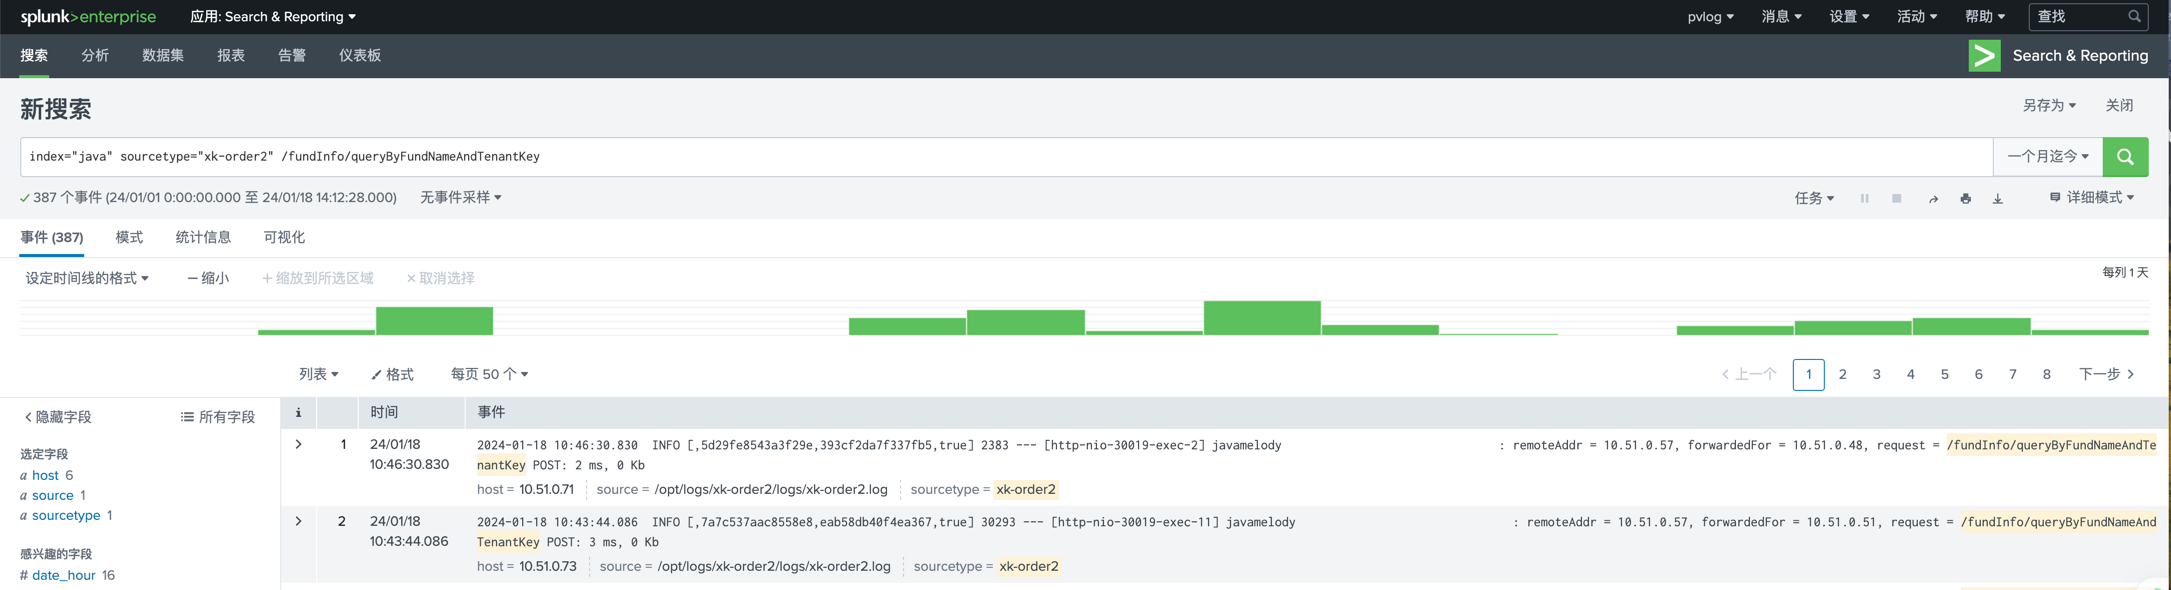 splunk>enterprise 应用: Search & Reporting pvlog 消息 设置 活动 帮助 查找
搜索 分析 数据集 报表 告警 仪表板 Search & Reporting
新搜索 另存为 关闭
index="java" sourcetype="xk-order2" /fundInfo/queryByFundNameAndTenantKey 一个月迄今
387 个事件 (24/01/01 0:00:00.000 至 24/01/18 14:12:28.000) 无事件采样 任务 详细模式
事件 (387) 模式 统计信息 可视化
设定时间线的格式 — 缩小 + 缩放到所选区域 × 取消选择 每列 1 天
列表 格式 每页 50 个 < 上一个 1 2 3 4 5 6 7 8 下一步 >
< 隐藏字段 所有字段 i 时间 事件
选定字段
a host 6
a source 1
a sourcetype 1
感兴趣的字段
# date_hour 16
> 1 24/01/18 10:46:30.830
2024-01-18 10:46:30.830 INFO [,5d29fe8543a3f29e,393cf2da7f337fb5,true] 2383 --- [http-nio-30019-exec-2] javamelody : remoteAddr = 10.51.0.57, forwardedFor = 10.51.0.48, request = /fundInfo/queryByFundNameAndTe
nantKey POST: 2 ms, 0 Kb
host = 10.51.0.71 source = /opt/logs/xk-order2/logs/xk-order2.log sourcetype = xk-order2
> 2 24/01/18 10:43:44.086
2024-01-18 10:43:44.086 INFO [,7a7c537aac8558e8,eab58db40f4ea367,true] 30293 --- [http-nio-30019-exec-11] javamelody : remoteAddr = 10.51.0.57, forwardedFor = 10.51.0.51, request = /fundInfo/queryByFundNameAnd
TenantKey POST: 3 ms, 0 Kb
host = 10.51.0.73 source = /opt/logs/xk-order2/logs/xk-order2.log sourcetype = xk-order2